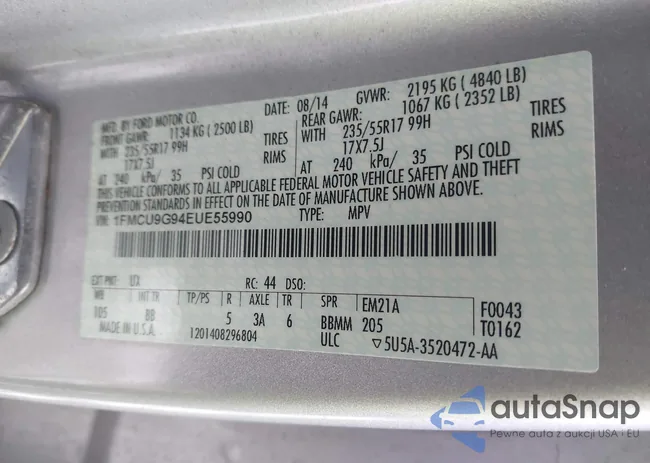 MFD. BY FORD MOTOR CO.
DATE: 08/14 GVWR: 2195 KG ( 4840 LB)
FRONT GAWR: 1134 KG ( 2500 LB) REAR GAWR: 1067 KG ( 2352 LB)
WITH 235/55R17 99H TIRES WITH 235/55R17 99H TIRES
17X7.5J RIMS 17X7.5J RIMS
AT 240 kPa/ 35 PSI COLD AT 240 kPa/ 35 PSI COLD
THIS VEHICLE CONFORMS TO ALL APPLICABLE FEDERAL MOTOR VEHICLE SAFETY AND THEFT
PREVENTION STANDARDS IN EFFECT ON THE DATE OF MANUFACTURE SHOWN ABOVE.
VIN: 1FMCU9G94EUE55990 TYPE: MPV
EXT PNT: UX RC: 44 DSO:
WB INT TR TP/PS R AXLE TR SPR EM21A F0043
105 BB 5 3A 6 BBMM 205 T0162
MADE IN U.S.A. 1201408296804 ULC 5U5A-3520472-AA
autaSnap
Pewne auta z aukcji USA i EU